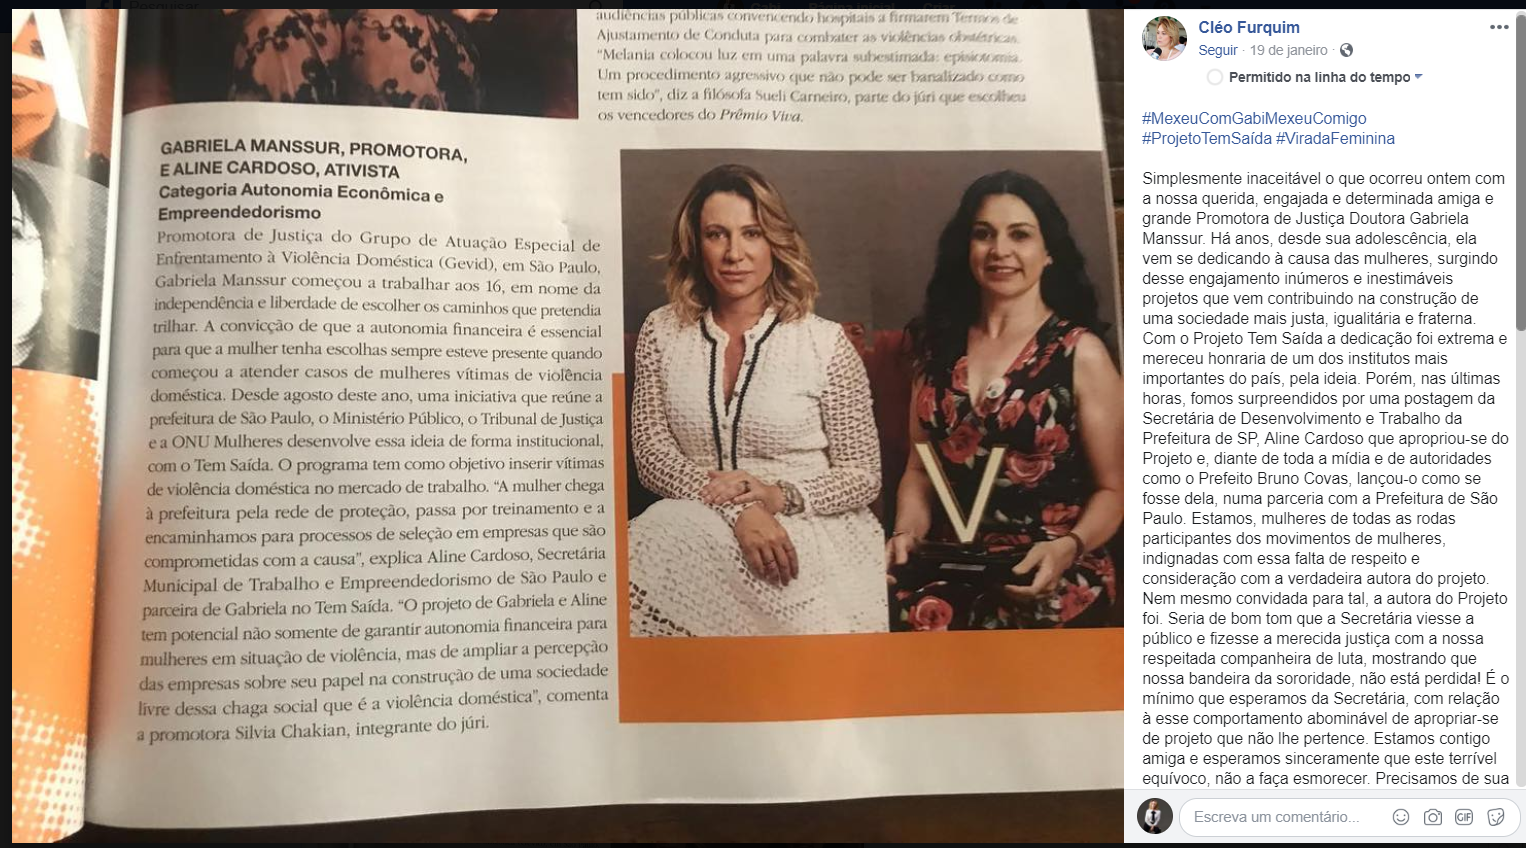 audiências públicas convencendo hospitais a firmarem Termos de
Ajustamento de Conduta para combater as violências obstétricas.
"Melania colocou luz em uma palavra subestimada: episiotomia.
Um procedimento agressivo que não pode ser banalizado como
tem sido", diz a filósofa Sueli Carneiro, parte do júri que escolheu
os vencedores do Prêmio Viva.
GABRIELA MANSSUR, PROMOTORA,
E ALINE CARDOSO, ATIVISTA
Categoria Autonomia Econômica e
Empreendedorismo
Promotora de Justiça do Grupo de Atuação Especial de
Enfrentamento à Violência Doméstica (Gevid), em São Paulo,
Gabriela Manssur começou a trabalhar aos 16, em nome da
independência e liberdade de escolher os caminhos que pretendia
trilhar. A convicção de que a autonomia financeira é essencial
para que a mulher tenha escolhas sempre esteve presente quando
começou a atender casos de mulheres vítimas de violência
doméstica. Desde agosto deste ano, uma iniciativa que reúne a
prefeitura de São Paulo, o Ministério Público, o Tribunal de Justiça
e a ONU Mulheres desenvolve essa ideia de forma institucional,
com o Tem Saída. O programa tem como objetivo inserir vítimas
de violência doméstica no mercado de trabalho. "A mulher chega
à prefeitura pela rede de proteção, passa por treinamento e a
encaminhamos para processos de seleção em empresas que são
comprometidas com a causa", explica Aline Cardoso, Secretária
Municipal de Trabalho e Empreendedorismo de São Paulo e
parceira de Gabriela no Tem Saída. "O projeto de Gabriela e Aline
tem potencial não somente de garantir autonomia financeira para
mulheres em situação de violência, mas de ampliar a percepção
das empresas sobre seu papel na construção de uma sociedade
livre dessa chaga social que é a violência doméstica", comenta
a promotora Silvia Chakian, integrante do júri.
V
Cléo Furquim
Seguir · 19 de janeiro ·
Permitido na linha do tempo
#MexeuComGabiMexeuComigo
#ProjetoTemSaída #ViradaFeminina
Simplesmente inaceitável o que ocorreu ontem com
a nossa querida, engajada e determinada amiga e
grande Promotora de Justiça Doutora Gabriela
Manssur. Há anos, desde sua adolescência, ela
vem se dedicando à causa das mulheres, surgindo
desse engajamento inúmeros e inestimáveis
projetos que vem contribuindo na construção de
uma sociedade mais justa, igualitária e fraterna.
Com o Projeto Tem Saída a dedicação foi extrema e
mereceu honraria de um dos institutos mais
importantes do país, pela ideia. Porém, nas últimas
horas, fomos surpreendidos por uma postagem da
Secretária de Desenvolvimento e Trabalho da
Prefeitura de SP, Aline Cardoso que apropriou-se do
Projeto e, diante de toda a mídia e de autoridades
como o Prefeito Bruno Covas, lançou-o como se
fosse dela, numa parceria com a Prefeitura de São
Paulo. Estamos, mulheres de todas as rodas
participantes dos movimentos de mulheres,
indignadas com essa falta de respeito e
consideração com a verdadeira autora do projeto.
Nem mesmo convidada para tal, a autora do Projeto
foi. Seria de bom tom que a Secretária viesse a
público e fizesse a merecida justiça com a nossa
respeitada companheira de luta, mostrando que
nossa bandeira da sororidade, não está perdida! É o
mínimo que esperamos da Secretária, com relação
à esse comportamento abominável de apropriar-se
de projeto que não lhe pertence. Estamos contigo
amiga e esperamos sinceramente que este terrível
equívoco, não a faça esmorecer. Precisamos de sua
Escreva um comentário...
GIF